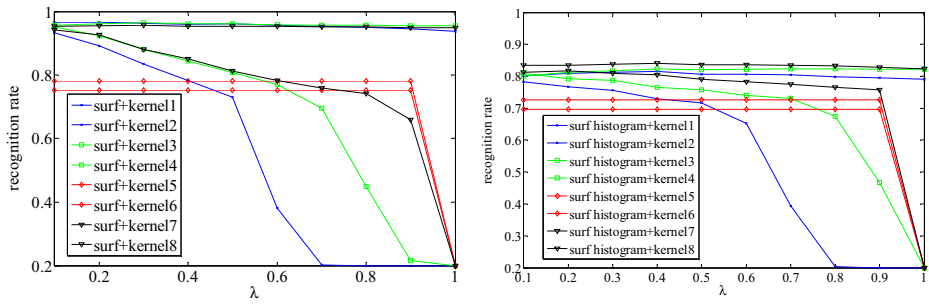 1
0.8
0.6
0.4
0.2
recognition rate
surf+kernel1
surf+kernel2
surf+kernel3
surf+kernel4
surf+kernel5
surf+kernel6
surf+kernel7
surf+kernel8
0.2
0.4
0.6
0.8
1
λ
1
0.9
0.8
0.7
0.6
0.5
0.4
0.3
0.2
recognition rate
surf histogram+kernel1
surf histogram+kernel2
surf histogram+kernel3
surf histogram+kernel4
surf histogram+kernel5
surf histogram+kernel6
surf histogram+kernel7
surf histogram+kernel8
0.1
0.2
0.3
0.4
0.5
0.6
0.7
0.8
0.9
1
λ